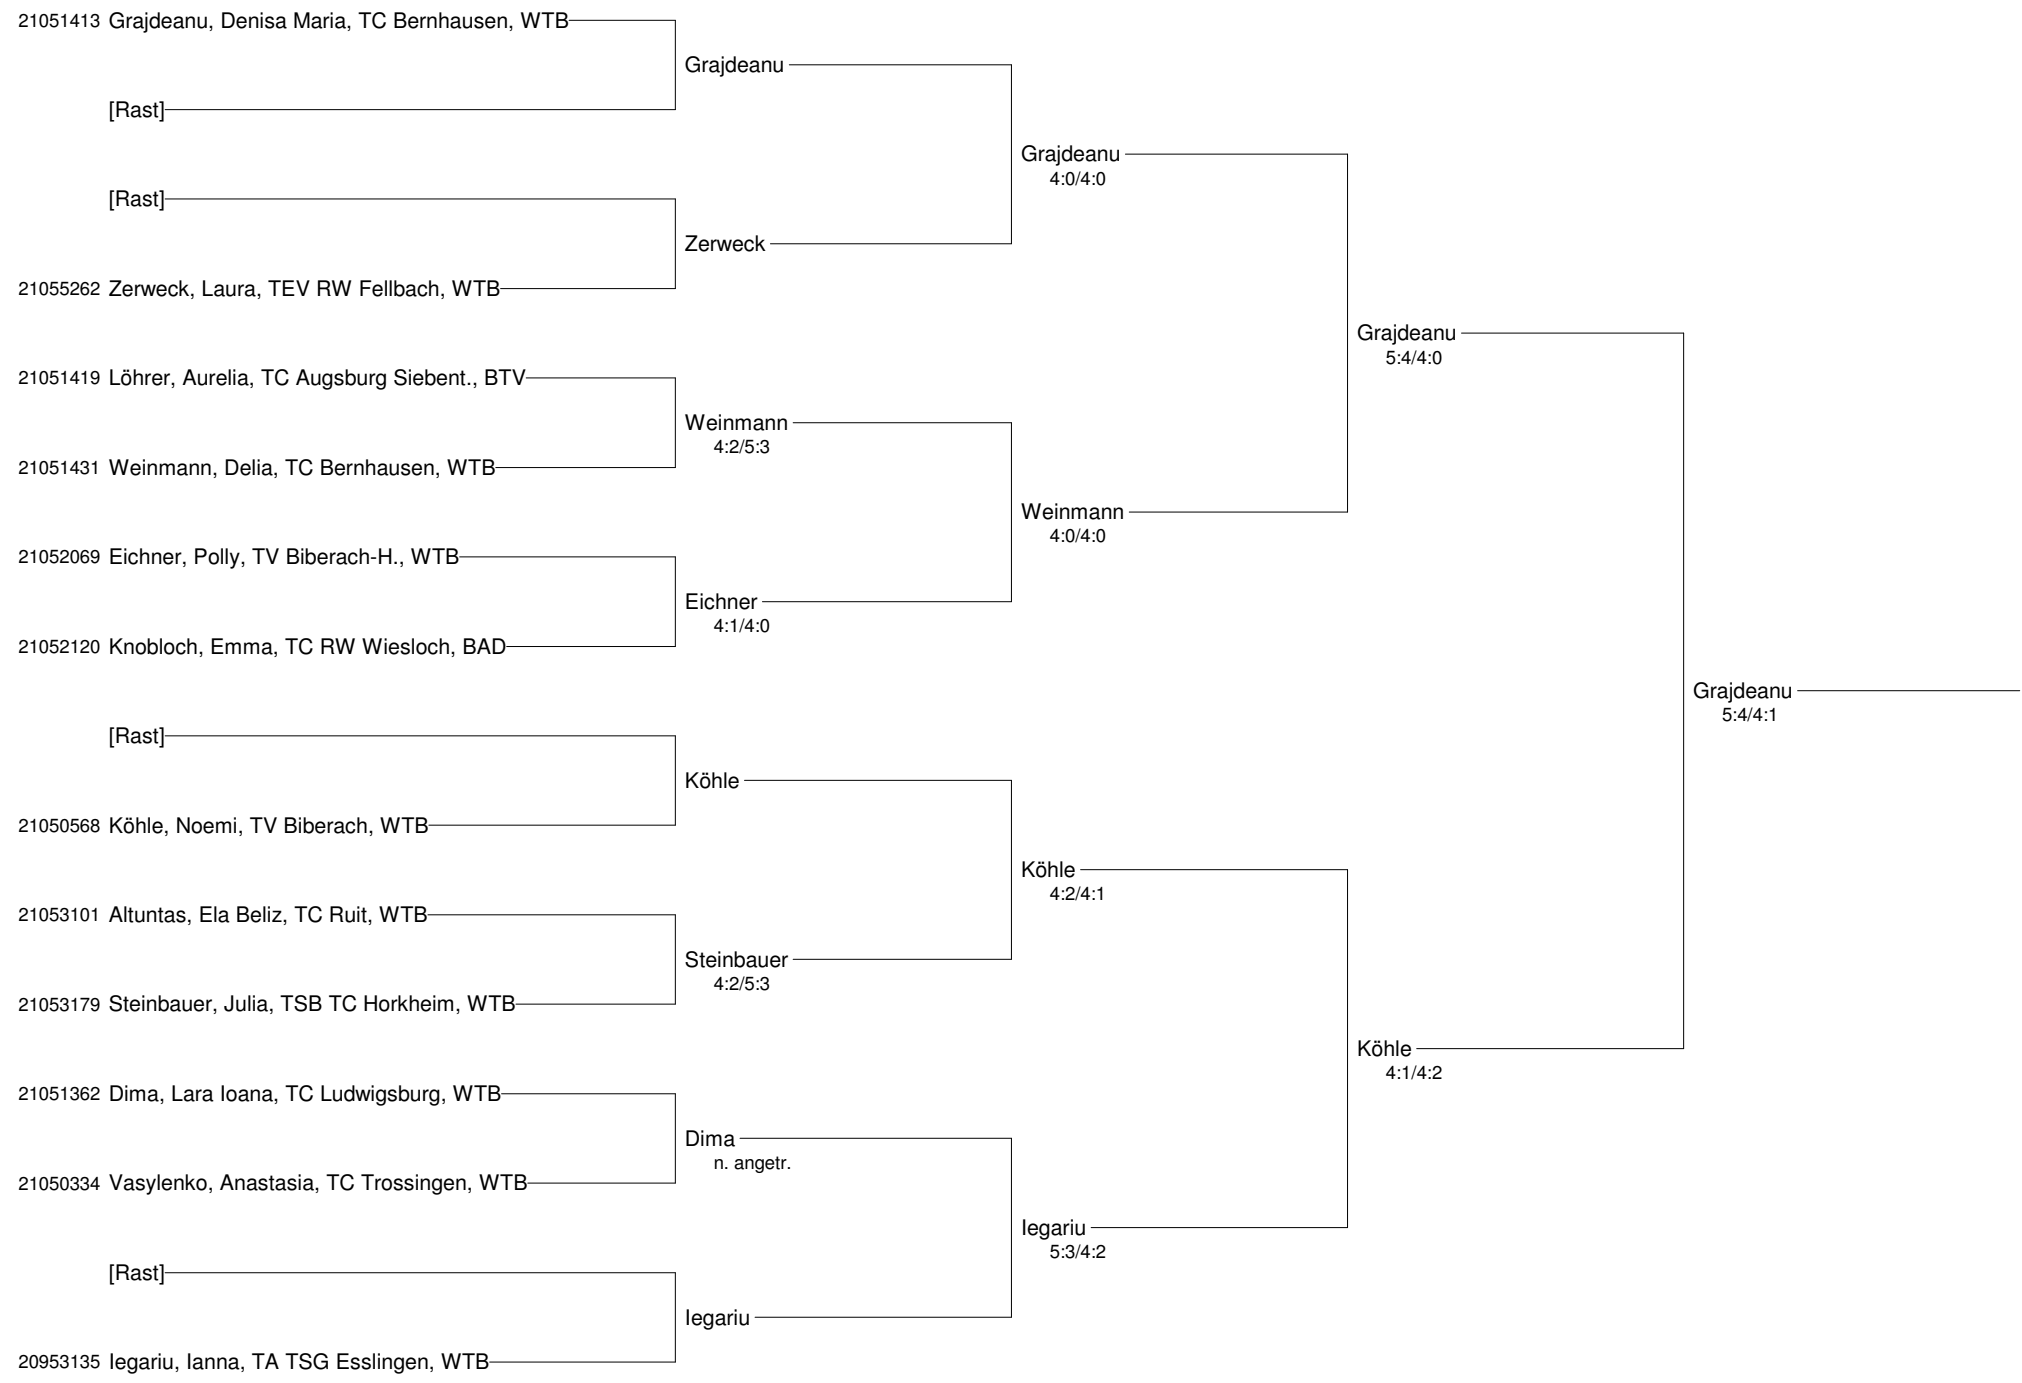 21051413 Grajdeanu, Denisa Maria, TC Bernhausen, WTB
Grajdeanu
[Rast]
Grajdeanu
4:0/4:0
[Rast]
Zerweck
21055262 Zerweck, Laura, TEV RW Fellbach, WTB
Grajdeanu
5:4/4:0
21051419 Löhrer, Aurelia, TC Augsburg Siebent., BTV
Weinmann
4:2/5:3
21051431 Weinmann, Delia, TC Bernhausen, WTB
Weinmann
4:0/4:0
21052069 Eichner, Polly, TV Biberach-H., WTB
Eichner
4:1/4:0
21052120 Knobloch, Emma, TC RW Wiesloch, BAD
Grajdeanu
5:4/4:1
[Rast]
Köhle
21050568 Köhle, Noemi, TV Biberach, WTB
Köhle
4:2/4:1
21053101 Altuntas, Ela Beliz, TC Ruit, WTB
Steinbauer
4:2/5:3
21053179 Steinbauer, Julia, TSB TC Horkheim, WTB
Köhle
4:1/4:2
21051362 Dima, Lara Ioana, TC Ludwigsburg, WTB
Dima
n. angetr.
21050334 Vasylenko, Anastasia, TC Trossingen, WTB
Iegariu
5:3/4:2
[Rast]
Iegariu
20953135 Iegariu, Ianna, TA TSG Esslingen, WTB